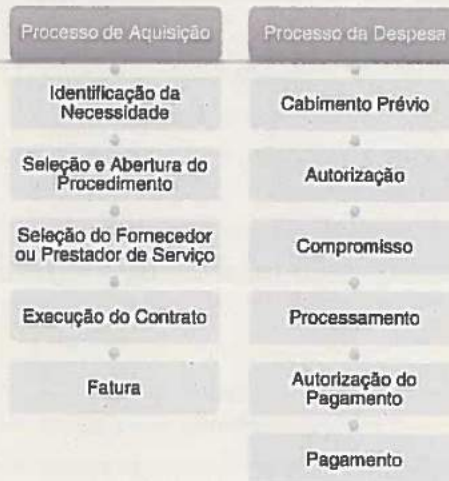 Processo de Aquisição
Identificação da
Necessidade
Seleção e Abertura do
Procedimento
Seleção do Fornecedor
ou Prestador de Serviço
Execução do Contrato
Fatura
Processo da Despesa
Cabimento Prévio
Autorização
Compromisso
Processamento
Autorização do
Pagamento
Pagamento